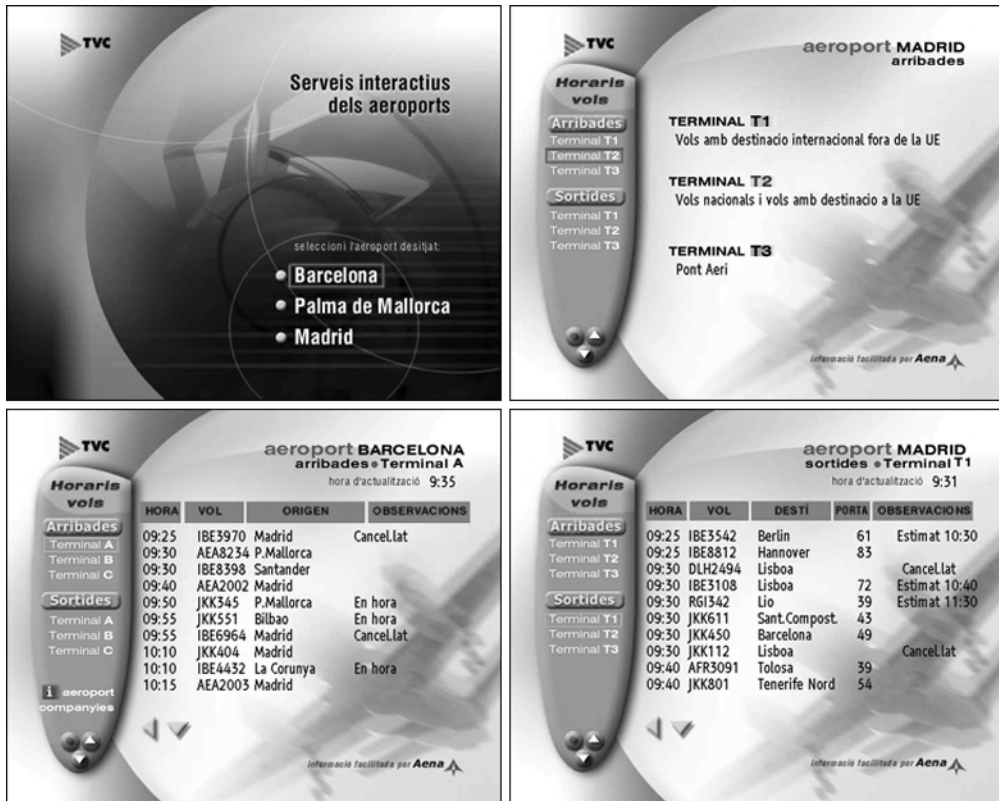 TVC
Serveis interactius
dels aeroports
seleccioni l'aeroport desitjat:
Barcelona
Palma de Mallorca
Madrid
TVC
aeroport MADRID
arribades
Horaris
vols
Arribades
Terminal T1
Terminal T2
Terminal T3
Sortides
Terminal T1
Terminal T2
Terminal T3
TERMINAL T1
Vols amb destinacio internacional fora de la UE
TERMINAL T2
Vols nacionals i vols amb destinacio a la UE
TERMINAL T3
Pont Aeri
informació facilitada per Aena
TVC
aeroport BARCELONA
arribades • Terminal A
hora d'actualització 9:35
Horaris
vols
Arribades
Terminal A
Terminal B
Terminal C
Sortides
Terminal A
Terminal B
Terminal C
i aeroport
companyies
HORA VOL ORIGEN OBSERVACIONS
09:25 IBE3970 Madrid Cancel.lat
09:30 AEA8234 P.Mallorca
09:30 IBE8398 Santander
09:40 AEA2002 Madrid
09:50 JKK345 P.Mallorca En hora
09:55 JKK551 Bilbao En hora
09:55 IBE6964 Madrid Cancel.lat
10:10 JKK404 Madrid
10:10 IBE4432 La Corunya En hora
10:15 AEA2003 Madrid
informació facilitada per Aena
TVC
aeroport MADRID
sortides • Terminal T1
hora d'actualització 9:31
Horaris
vols
Arribades
Terminal T1
Terminal T2
Terminal T3
Sortides
Terminal T1
Terminal T2
Terminal T3
HORA VOL DESTÍ PORTA OBSERVACIONS
09:25 IBE3542 Berlin 61 Estimat 10:30
09:25 IBE8812 Hannover 83
09:30 DLH2494 Lisboa Cancel.lat
09:30 IBE3108 Lisboa 72 Estimat 10:40
09:30 RGI342 Lio 39 Estimat 11:30
09:30 JKK611 Sant.Compost. 43
09:30 JKK450 Barcelona 49
09:30 JKK112 Lisboa Cancel.lat
09:40 AFR3091 Tolosa 39
09:40 JKK801 Tenerife Nord 54
informació facilitada per Aena